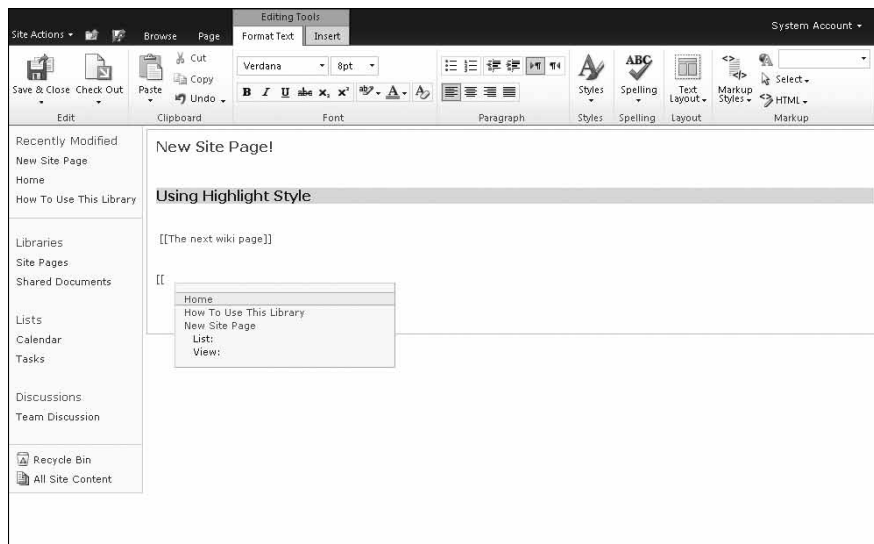 Editing Tools
Site Actions Browse Page Format Text Insert System Account
Save & Close Check Out Paste Cut Copy Undo
Verdana 8pt
B I U abc X₂ X² ab A A
Styles ABC Spelling Text Layout Markup Styles Select HTML
Edit Clipboard Font Paragraph Styles Spelling Layout Markup
Recently Modified
New Site Page
Home
How To Use This Library
Libraries
Site Pages
Shared Documents
Lists
Calendar
Tasks
Discussions
Team Discussion
Recycle Bin
All Site Content
New Site Page!
Using Highlight Style
[[The next wiki page]]
[[
Home
How To Use This Library
New Site Page
List:
View: